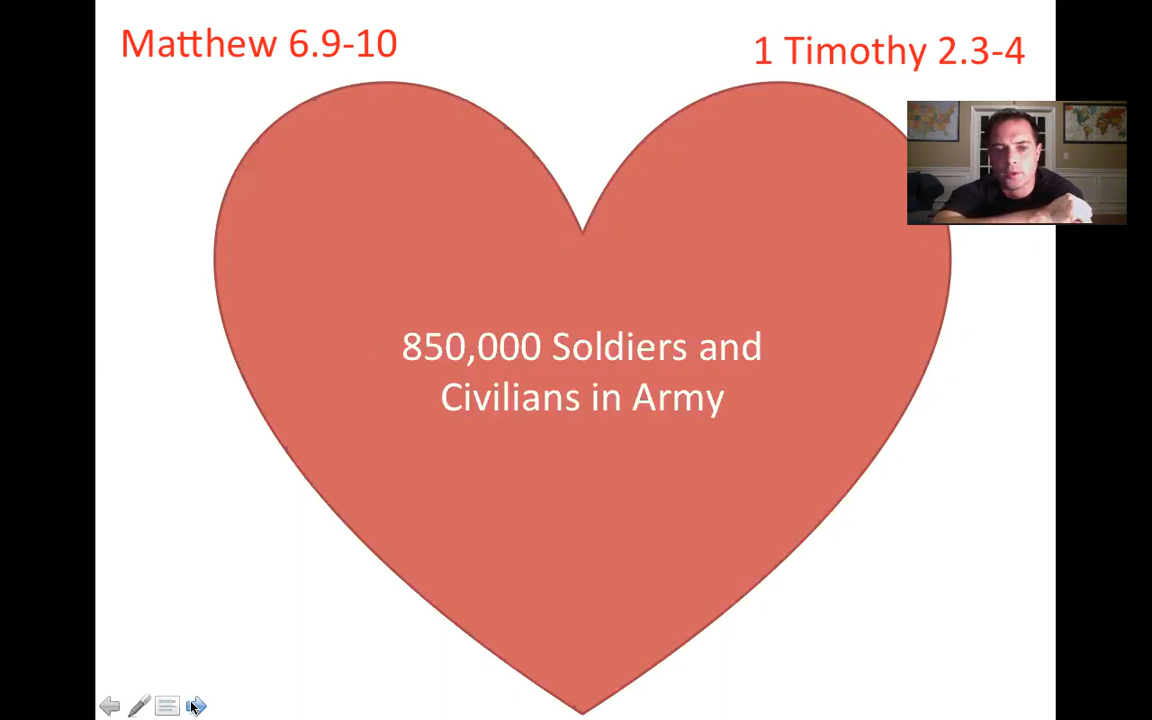 Matthew 6.9-10
1 Timothy 2.3-4
850,000 Soldiers and
Civilians in Army